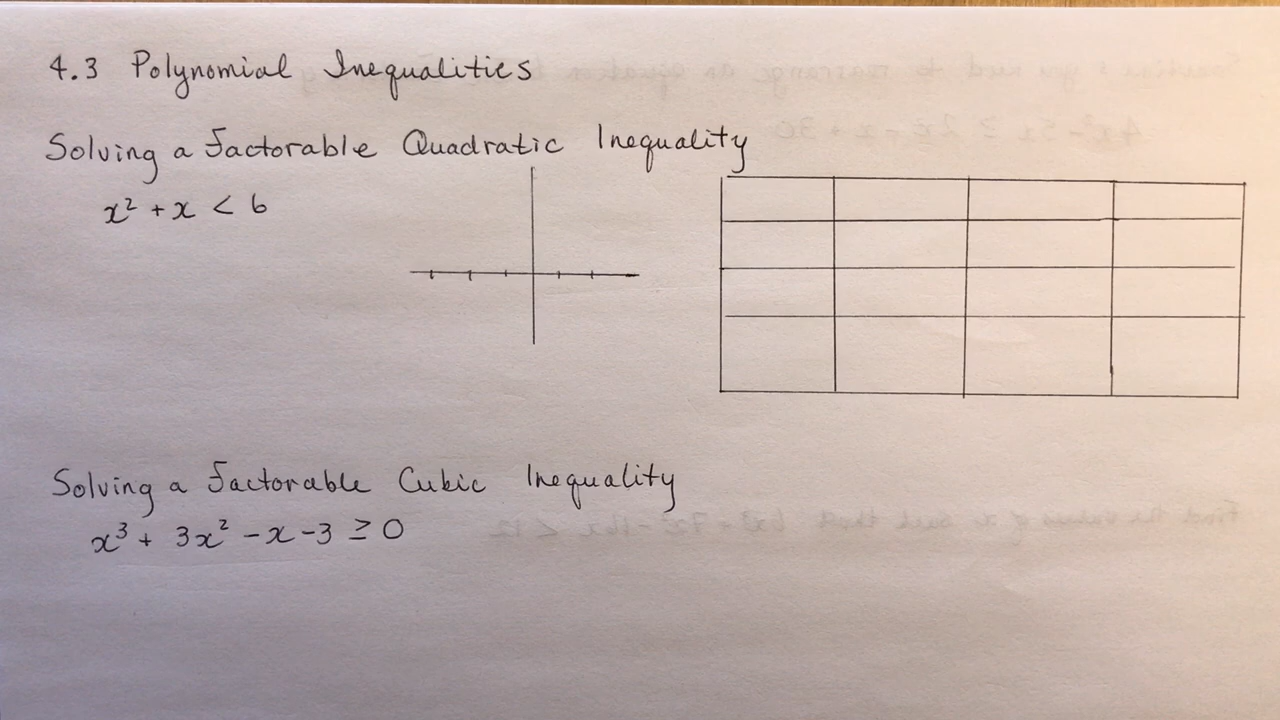 4.3 Polynomial Inequalities
Solving a Factorable Quadratic Inequality
x² + x < 6
Solving a Factorable Cubic Inequality
x³ + 3x² - x - 3 ≥ 0